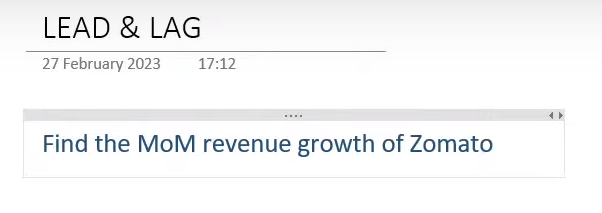 LEAD & LAG
27 February 2023 17:12
Find the MoM revenue growth of Zomato